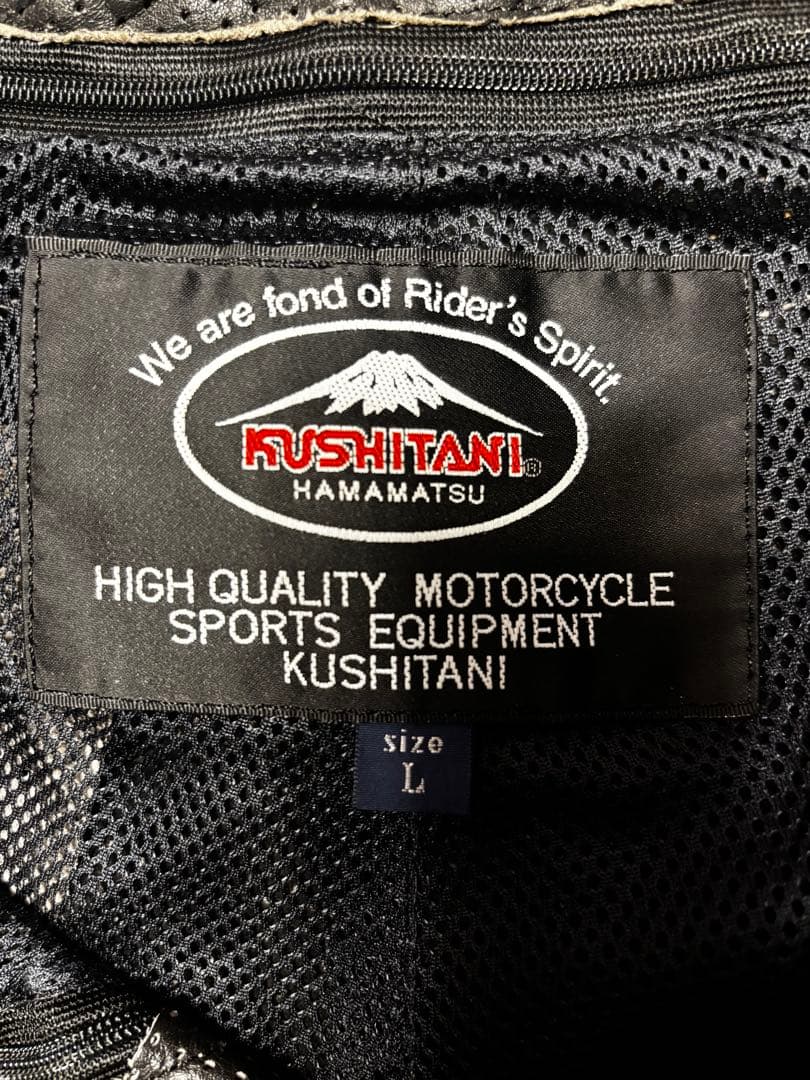 We are fond of Rider's Spirit.
KUSHITANI®
HAMAMATSU
HIGH QUALITY MOTORCYCLE
SPORTS EQUIPMENT
KUSHITANI
size
L